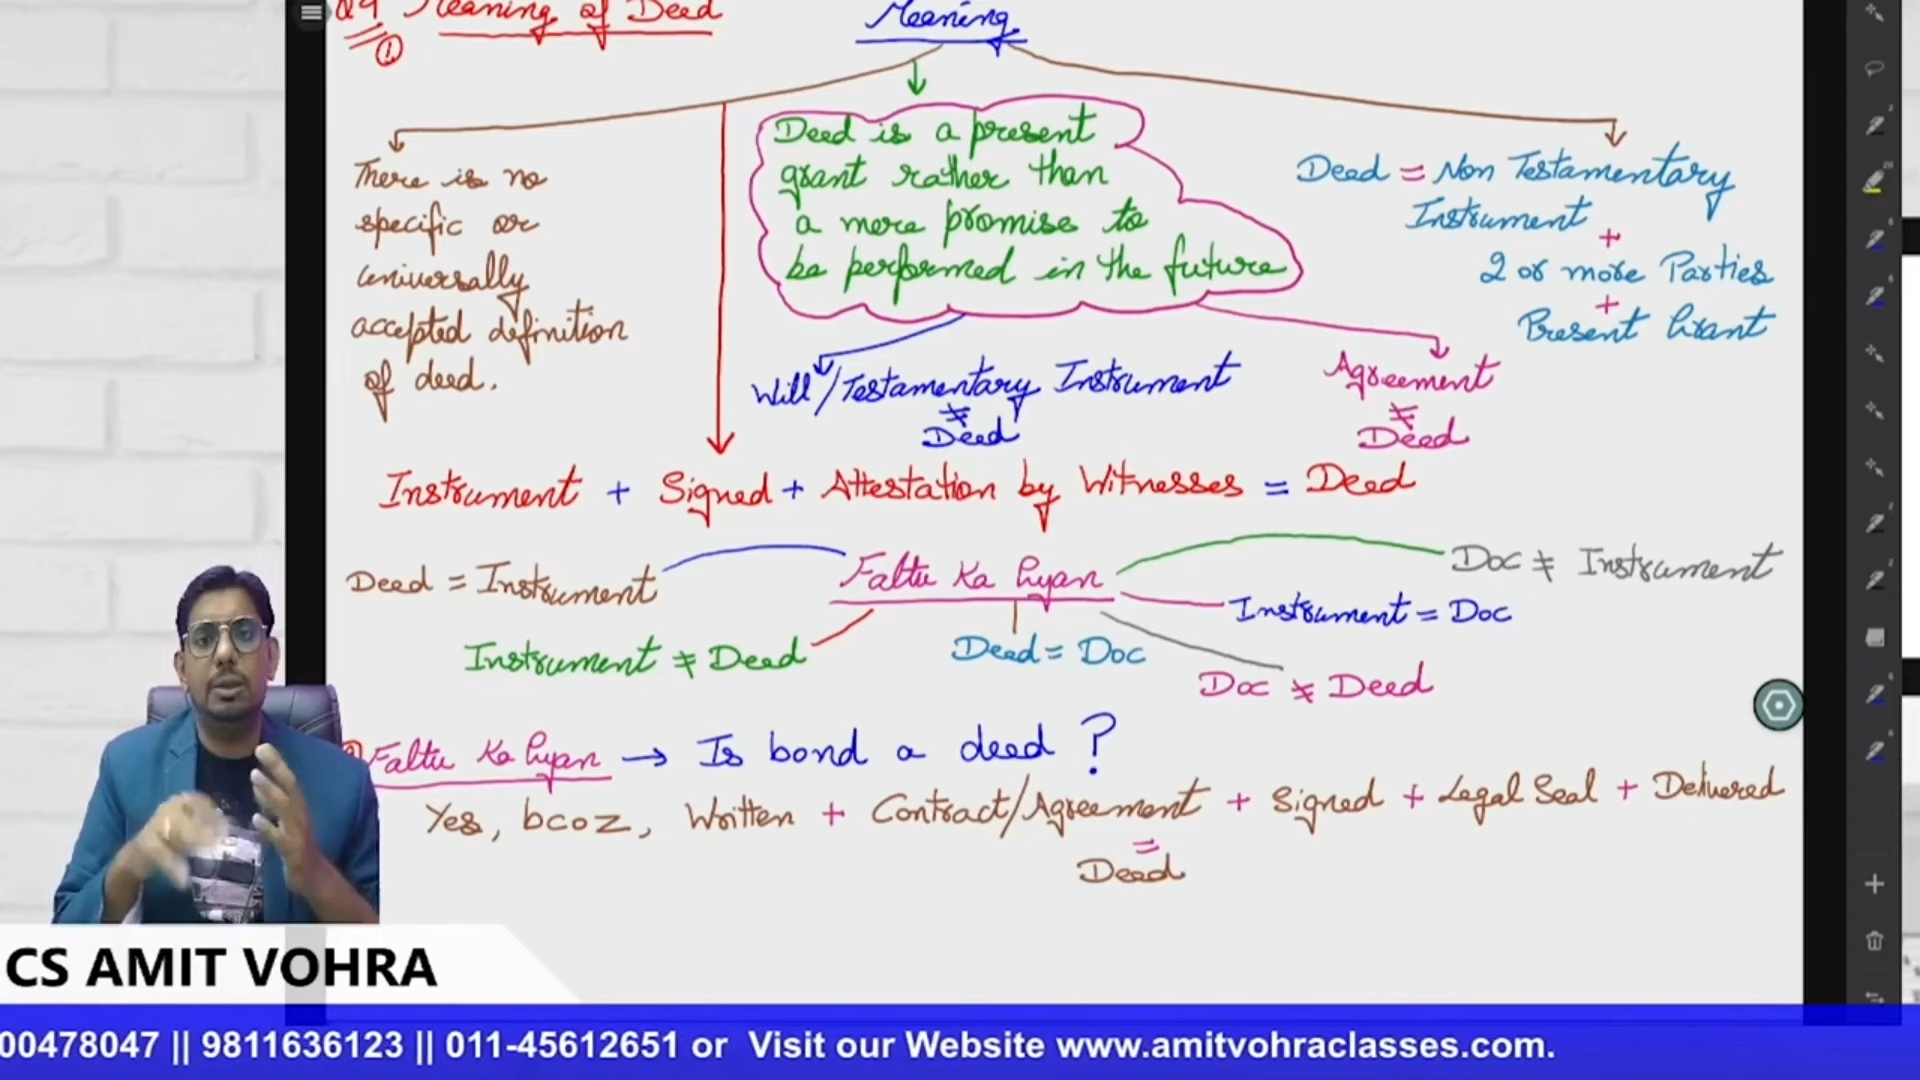 Q4 Meaning of Deed
①
Meaning
There is no
specific or
universally
accepted definition
of deed.
Deed is a present
grant rather than
a mere promise to
be performed in the future
Deed = Non Testamentary
Instrument
+
2 or more Parties
+
Present Grant
Will/Testamentary Instrument
≠
Deed
Agreement
≠
Deed
Instrument + Signed + Attestation by Witnesses = Deed
Faltu Ka Gyan
Deed = Instrument
Doc ≠ Instrument
Instrument = Doc
Instrument ≠ Deed
Deed = Doc
Doc ≠ Deed
Faltu Ka Gyan → Is bond a deed ?
Yes, bcoz, Written + Contract/Agreement + Signed + Legal Seal + Delivered
=
Deed
CS AMIT VOHRA
00478047 || 9811636123 || 011-45612651 or Visit our Website www.amitvohraclasses.com.